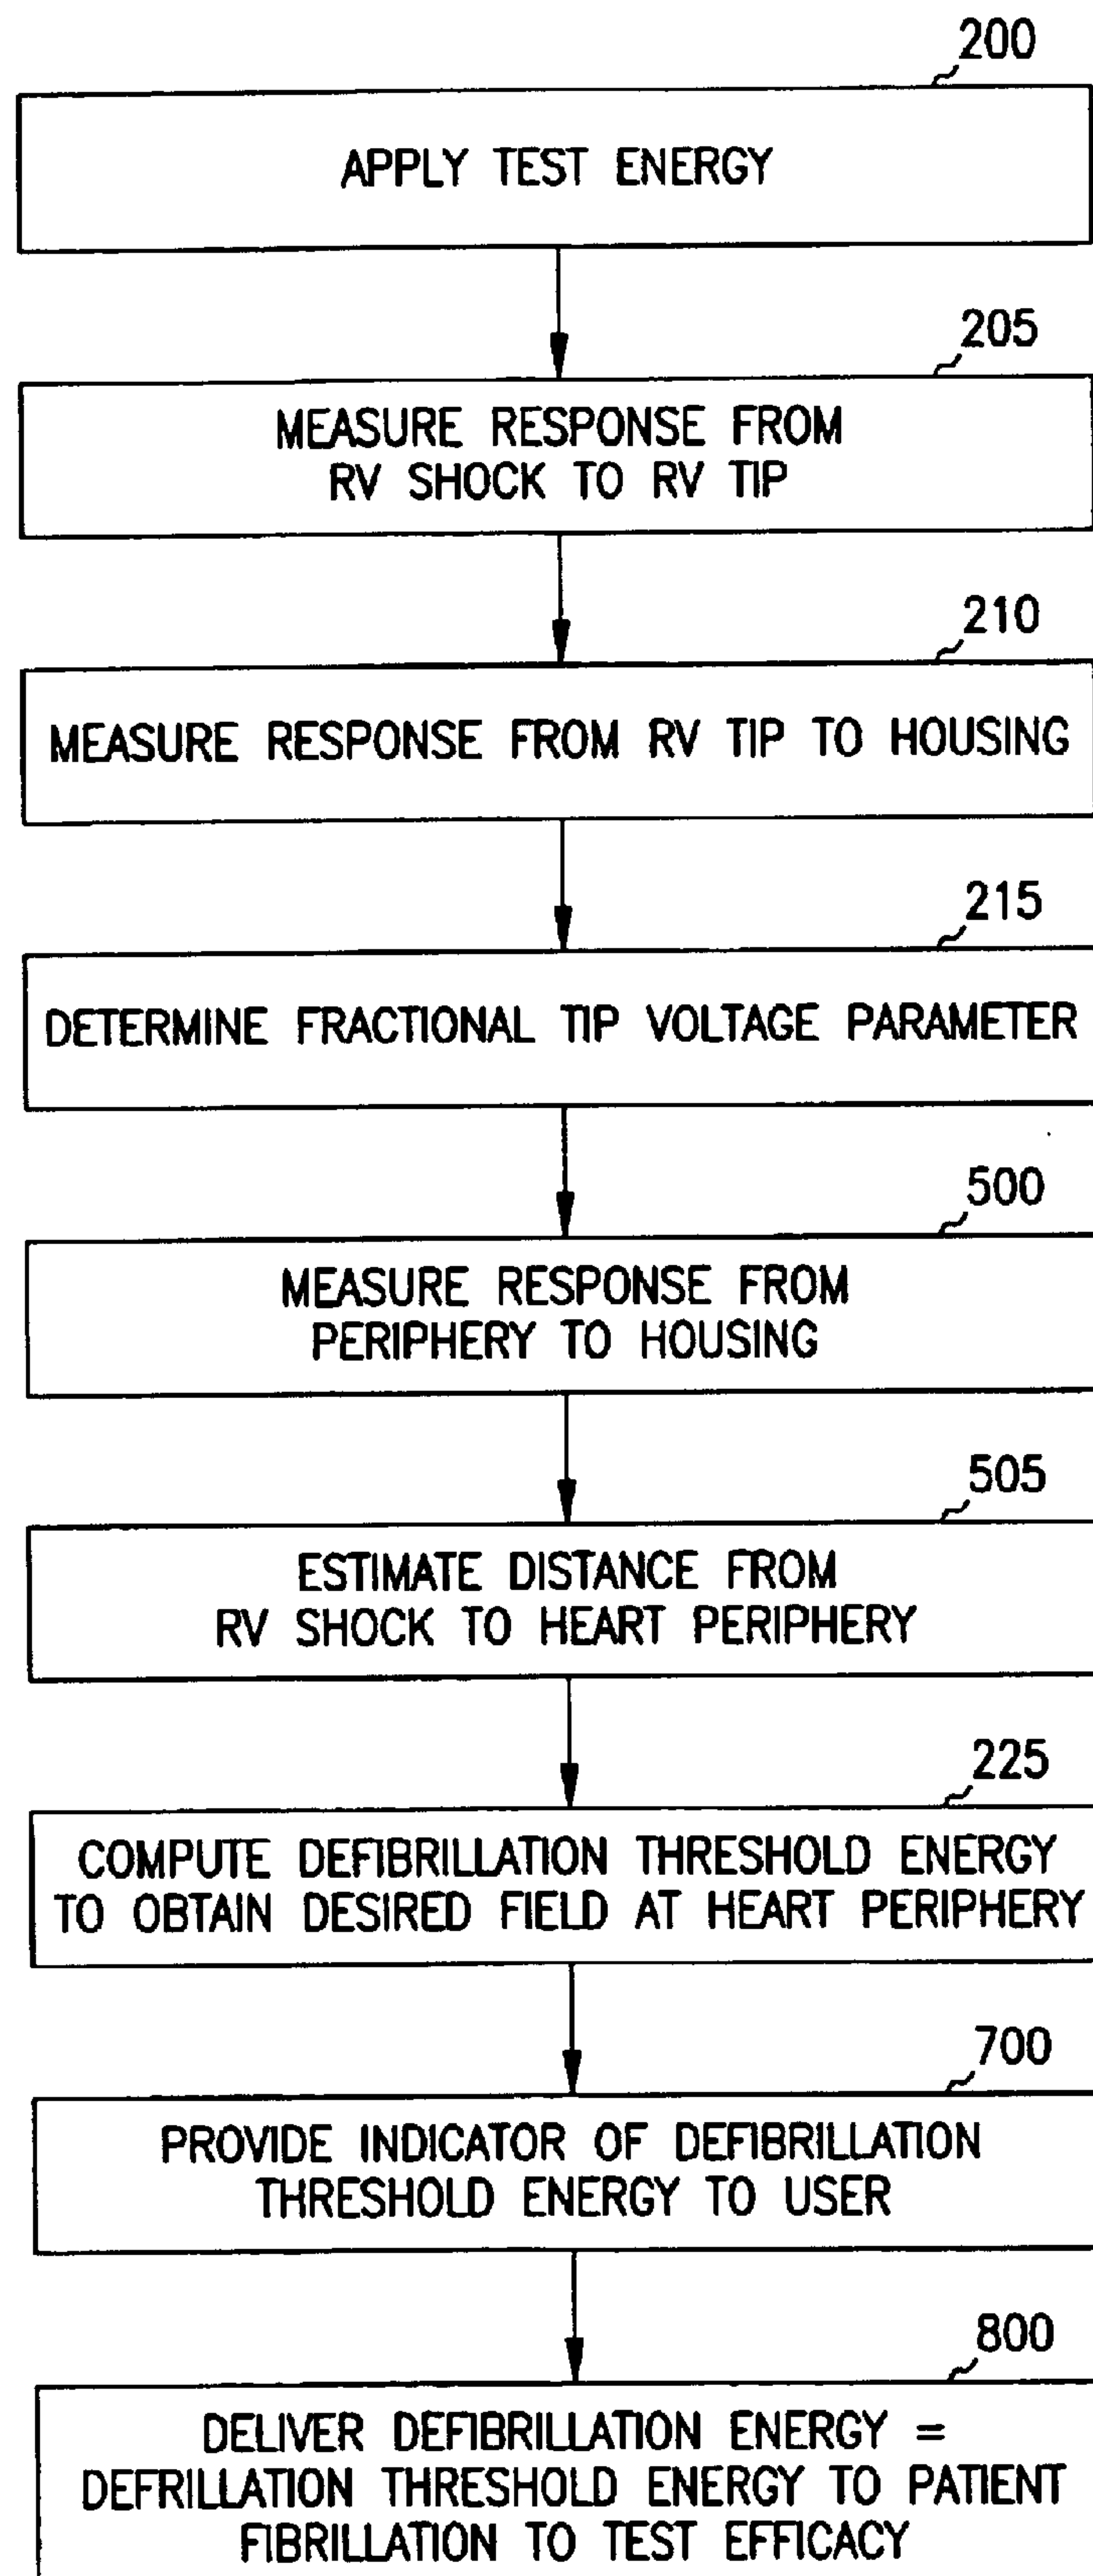 200
APPLY TEST ENERGY
205
MEASURE RESPONSE FROM
RV SHOCK TO RV TIP
210
MEASURE RESPONSE FROM RV TIP TO HOUSING
215
DETERMINE FRACTIONAL TIP VOLTAGE PARAMETER
500
MEASURE RESPONSE FROM
PERIPHERY TO HOUSING
505
ESTIMATE DISTANCE FROM
RV SHOCK TO HEART PERIPHERY
225
COMPUTE DEFIBRILLATION THRESHOLD ENERGY
TO OBTAIN DESIRED FIELD AT HEART PERIPHERY
700
PROVIDE INDICATOR OF DEFIBRILLATION
THRESHOLD ENERGY TO USER
800
DELIVER DEFIBRILLATION ENERGY =
DEFRILLATION THRESHOLD ENERGY TO PATIENT
FIBRILLATION TO TEST EFFICACY